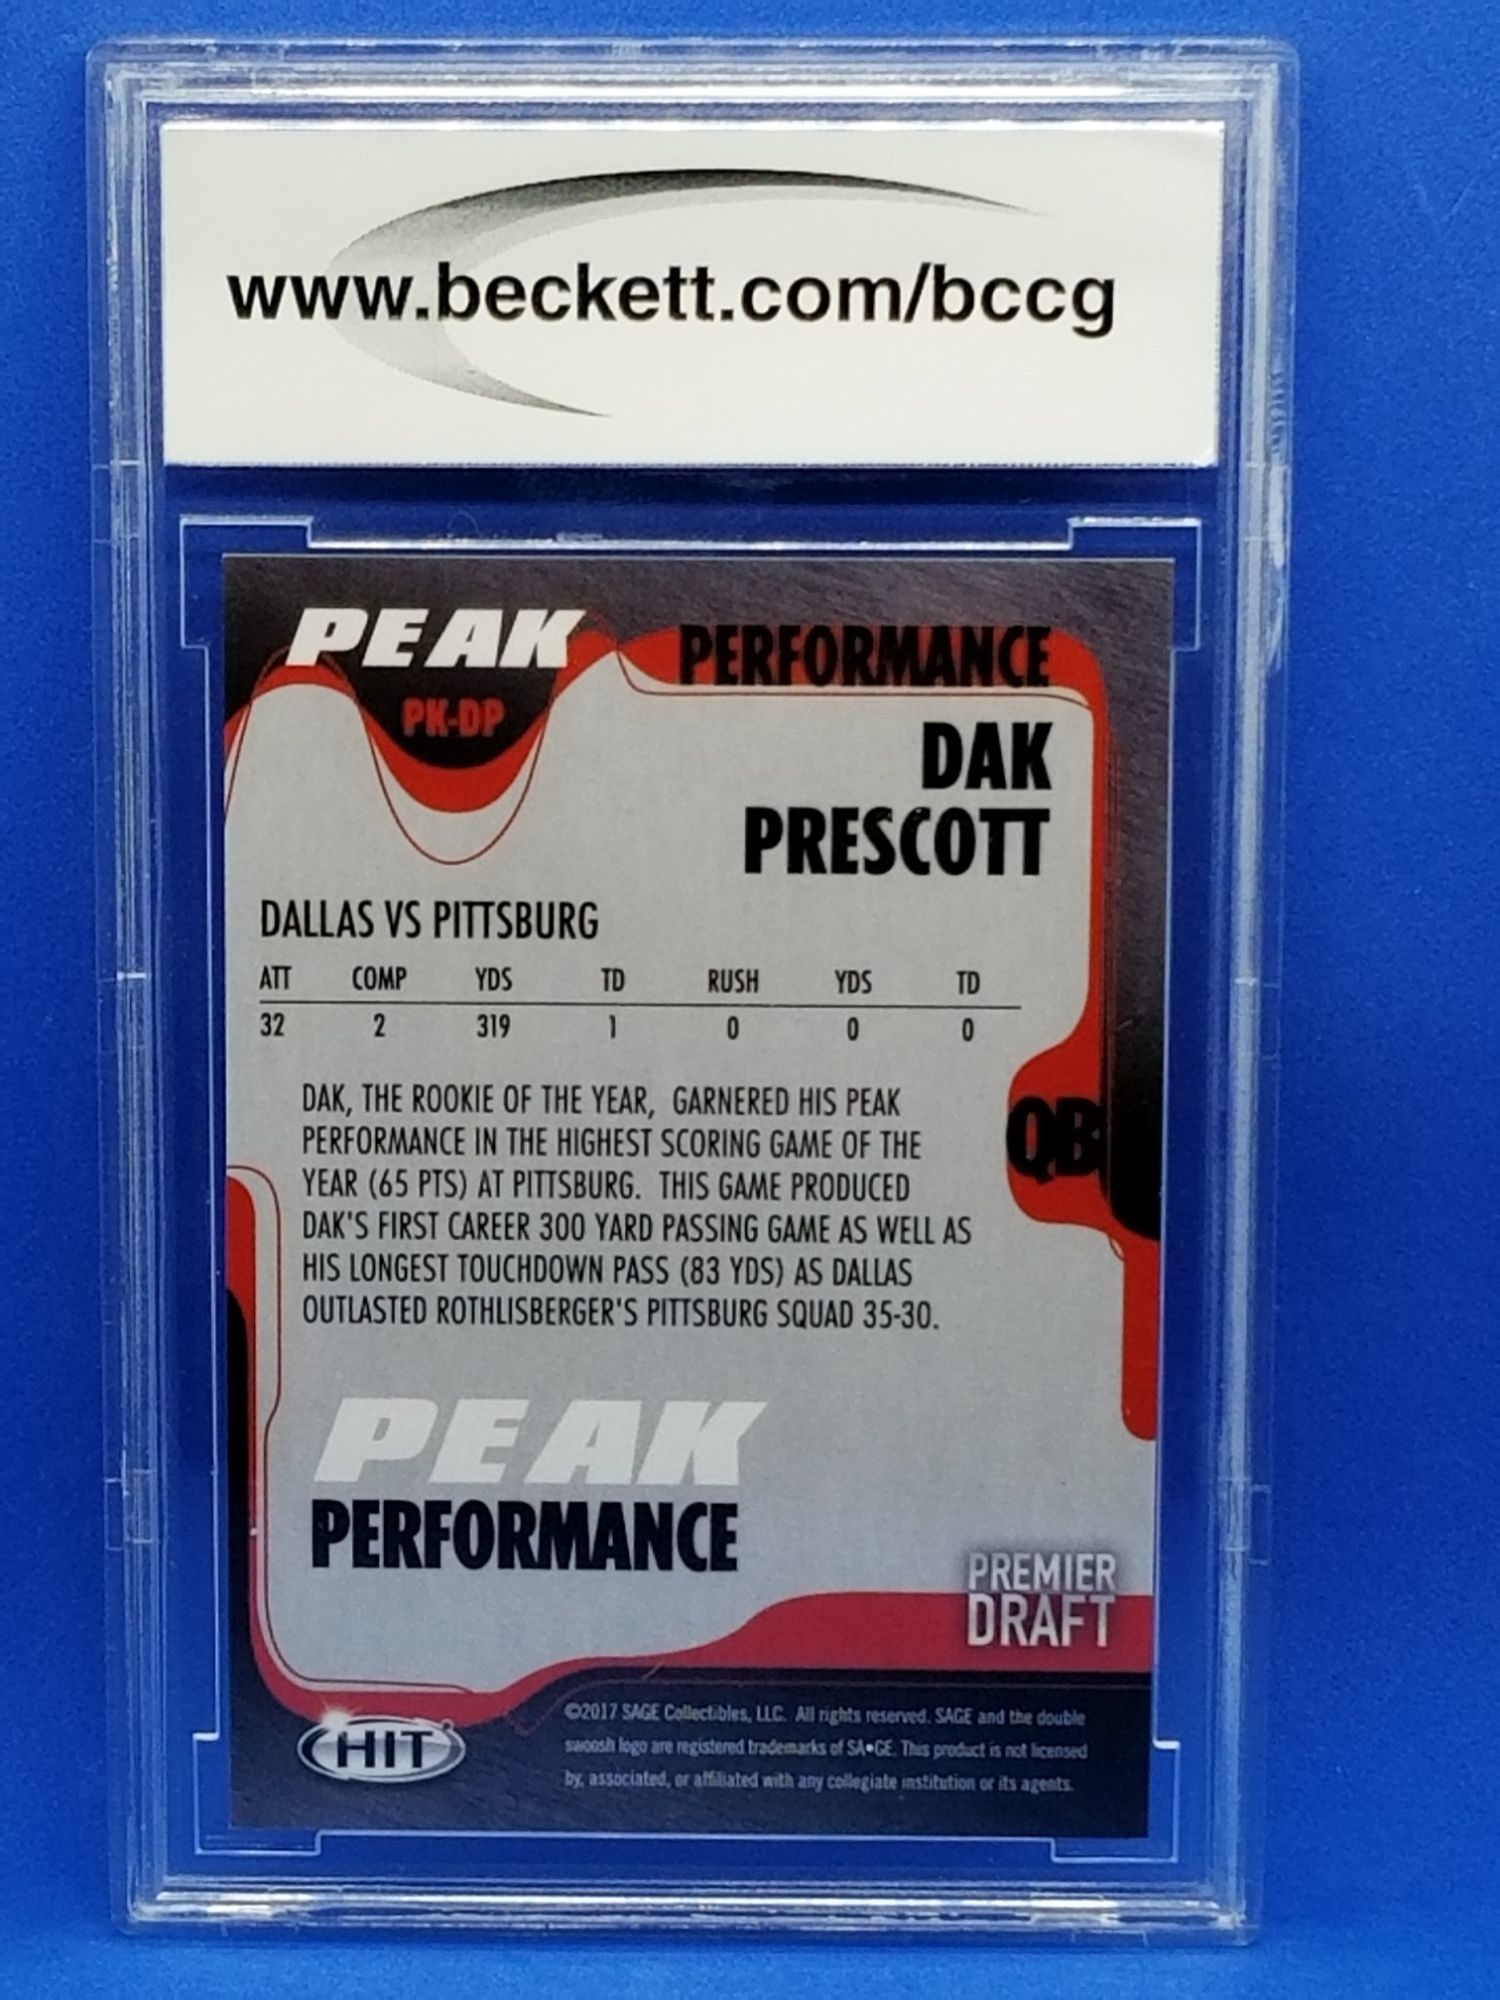 www.beckett.com/bccg
PEAK PERFORMANCE
PK-DP
DAK
PRESCOTT
DALLAS VS PITTSBURG
ATT COMP YDS TD RUSH YDS TD
32 2 319 1 0 0 0
DAK, THE ROOKIE OF THE YEAR, GARNERED HIS PEAK
PERFORMANCE IN THE HIGHEST SCORING GAME OF THE
YEAR (65 PTS) AT PITTSBURG. THIS GAME PRODUCED
DAK'S FIRST CAREER 300 YARD PASSING GAME AS WELL AS
HIS LONGEST TOUCHDOWN PASS (83 YDS) AS DALLAS
OUTLASTED ROTHLISBERGER'S PITTSBURG SQUAD 35-30.
QB
PEAK
PERFORMANCE
PREMIER
DRAFT
HIT
©2017 SAGE Collectibles, LLC. All rights reserved. SAGE and the double
swoosh logo are registered trademarks of SA•GE. This product is not licensed
by, associated, or affiliated with any collegiate institution or its agents.